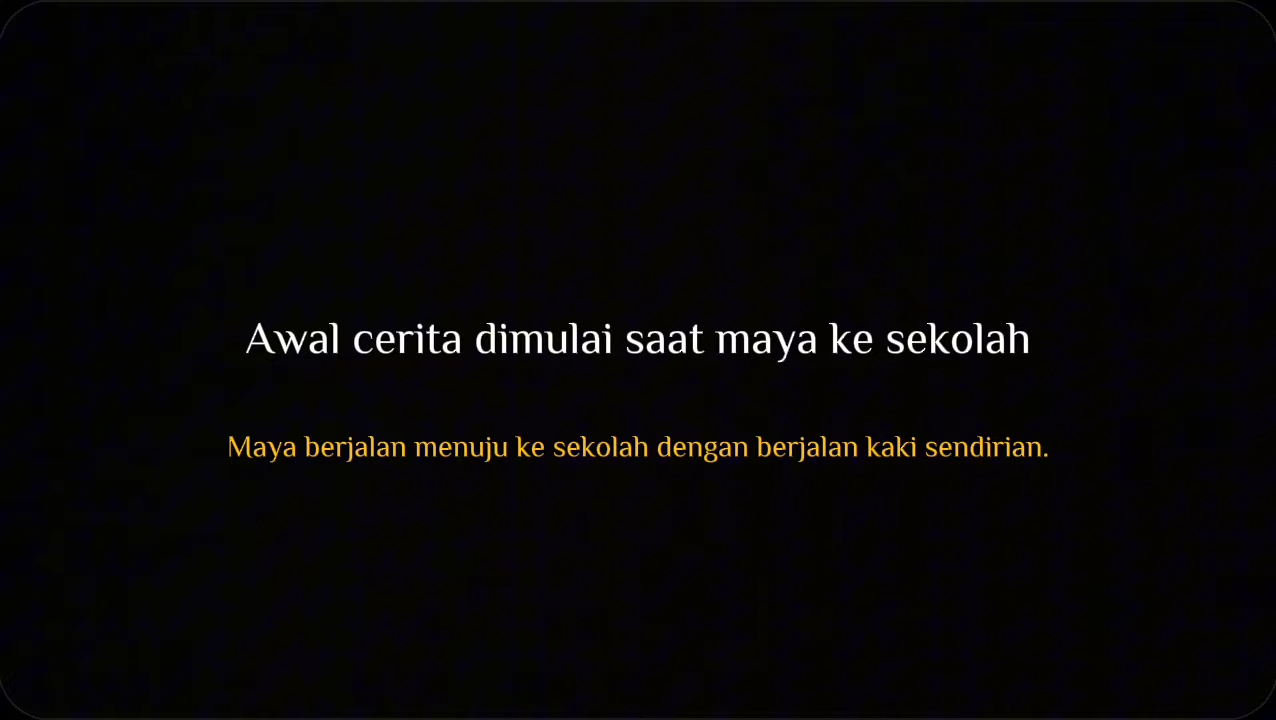 Awal cerita dimulai saat maya ke sekolah
Maya berjalan menuju ke sekolah dengan berjalan kaki sendirian.